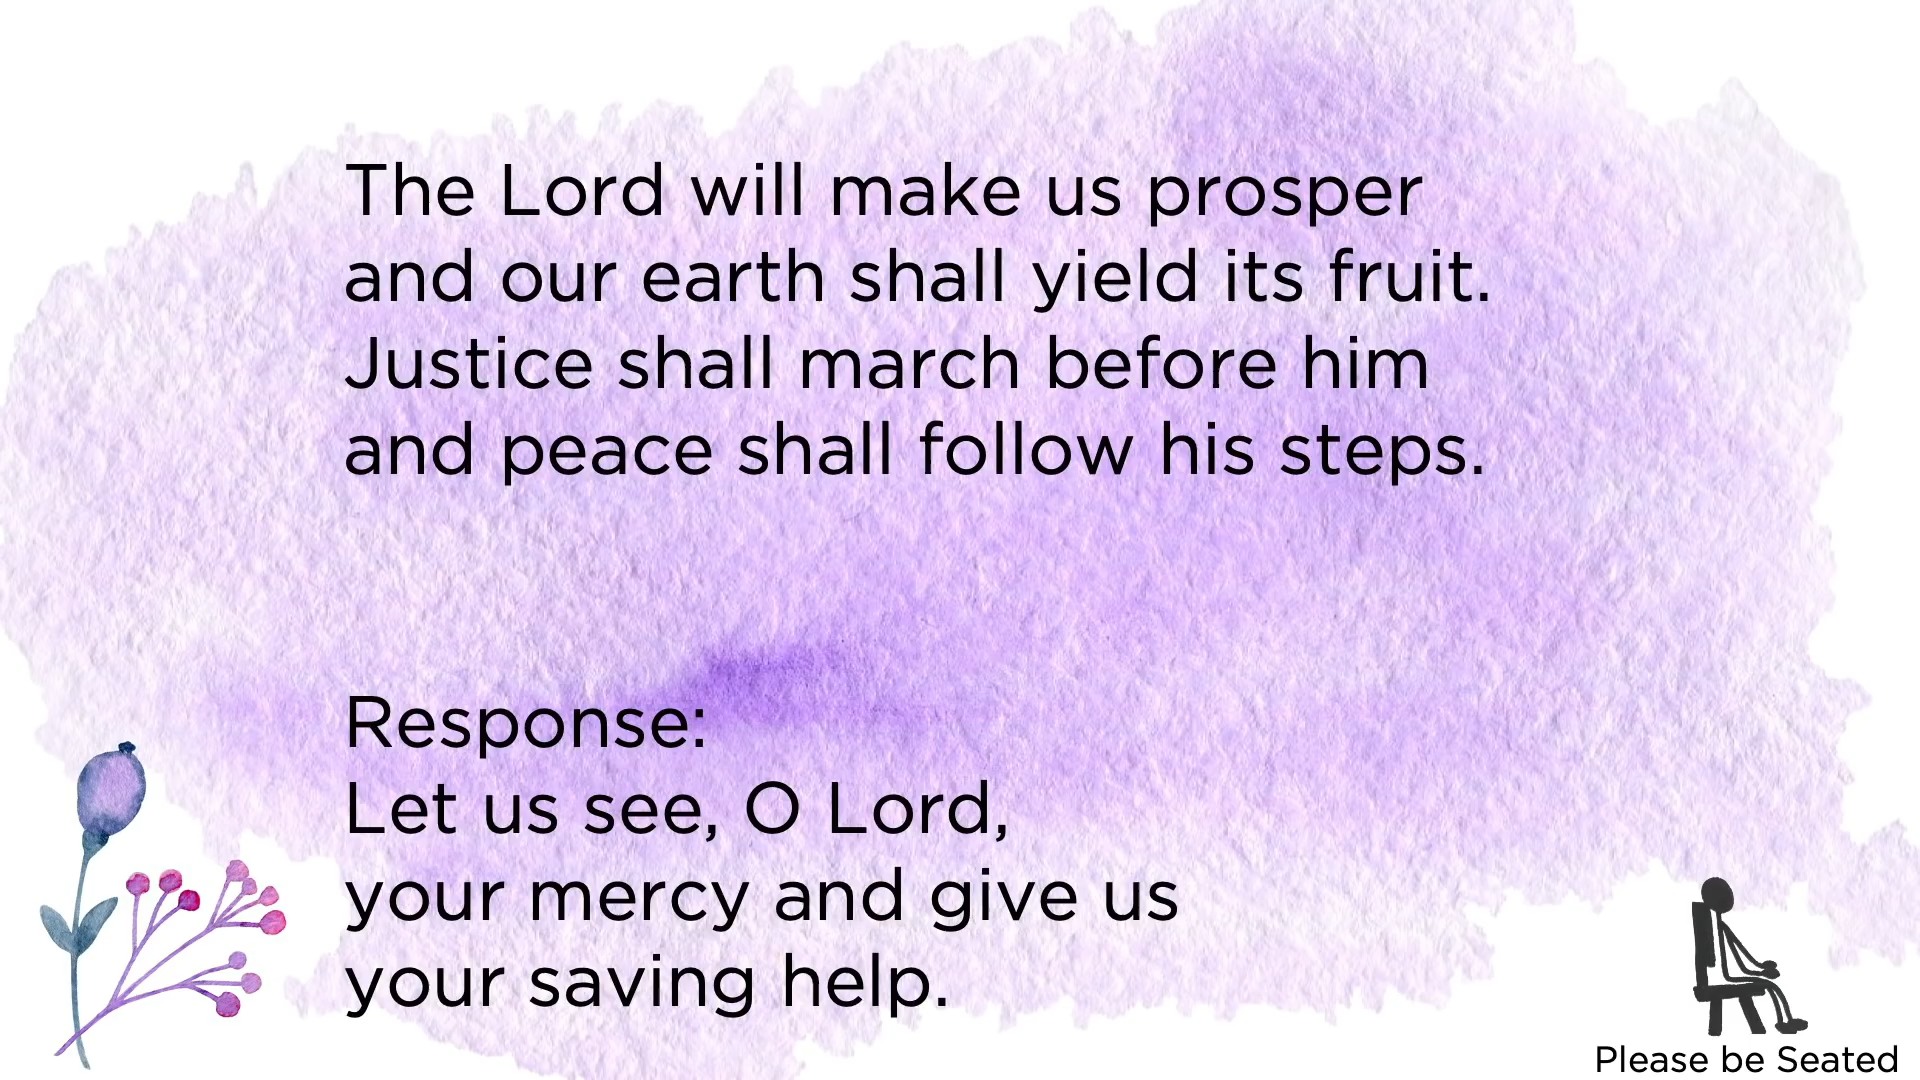 The Lord will make us prosper
and our earth shall yield its fruit.
Justice shall march before him
and peace shall follow his steps.
Response:
Let us see, O Lord,
your mercy and give us
your saving help.
Please be Seated